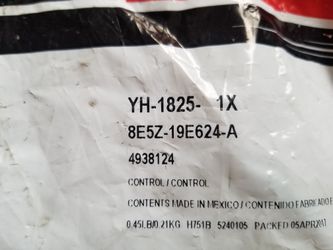 YH-1825- 1X
8E5Z-19E624-A
4938124
CONTROL / CONTROL
CONTENTS MADE IN MEXICO / CONTENIDO FABRICADO E
0.45LB/0.21KG H751B 5240105 PACKED 05APR2017